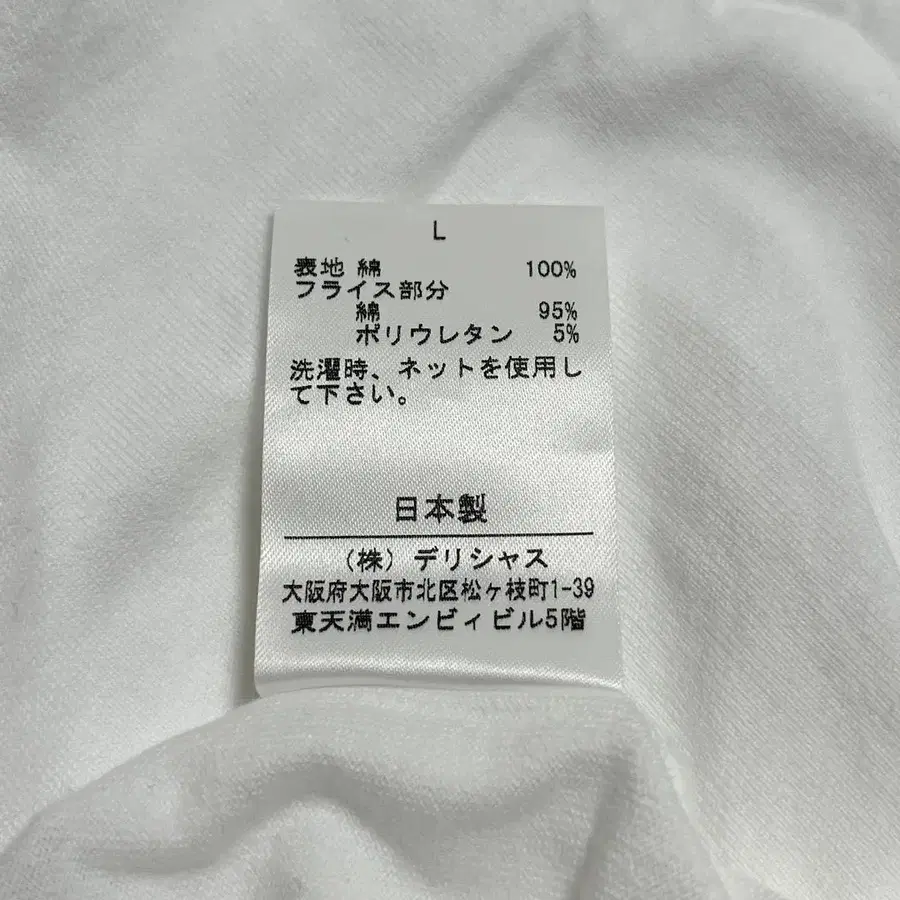 L
表地 綿 100%
フライス部分
綿 95%
ポリウレタン 5%
洗濯時、ネットを使用し
て下さい。
日本製
(株) デリシャス
大阪府大阪市北区松ヶ枝町1-39
東天満エンビィビル5階